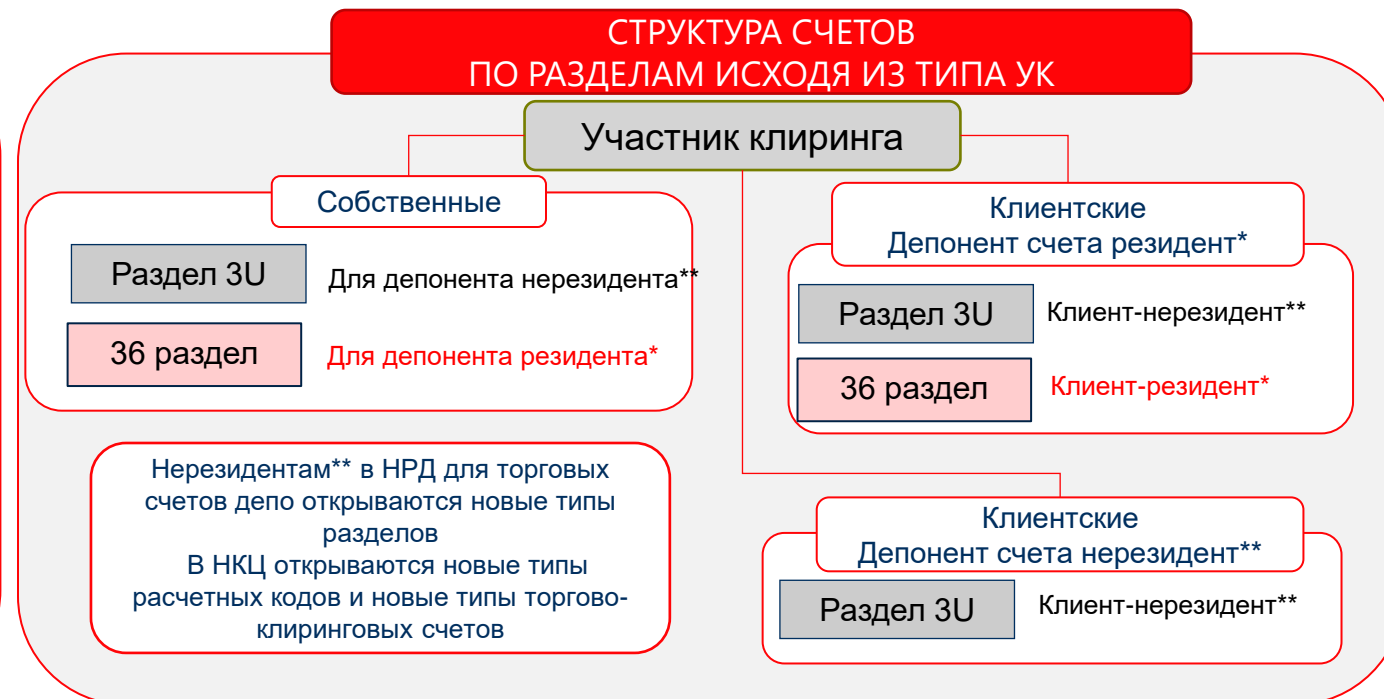 СТРУКТУРА СЧЕТОВ
ПО РАЗДЕЛАМ ИСХОДЯ ИЗ ТИПА УК
Участник клиринга
Собственные
Раздел 3U
Для депонента нерезидента**
36 раздел
Для депонента резидента*
Клиентские
Депонент счета резидент*
Раздел 3U
Клиент-нерезидент**
36 раздел
Клиент-резидент*
Нерезидентам** в НРД для торговых
счетов депо открываются новые типы
разделов
В НКЦ открываются новые типы
расчетных кодов и новые типы торгово-
клиринговых счетов
Клиентские
Депонент счета нерезидент**
Раздел 3U
Клиент-нерезидент**